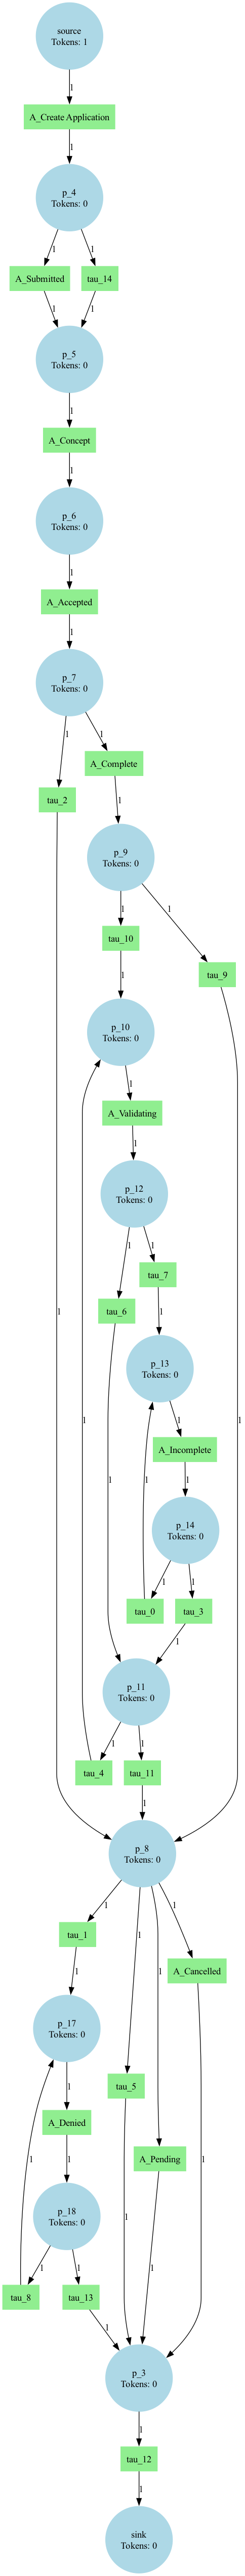 source
Tokens: 1
1
A_Create Application
1
p_4
Tokens: 0
1
1
A_Submitted
tau_14
1
1
p_5
Tokens: 0
1
A_Concept
1
p_6
Tokens: 0
1
A_Accepted
1
p_7
Tokens: 0
1
1
A_Complete
tau_2
1
p_9
Tokens: 0
1
1
tau_10
tau_9
1
p_10
Tokens: 0
1
A_Validating
1
p_12
Tokens: 0
1
1
tau_7
tau_6
1
p_13
Tokens: 0
1
1
1
1
A_Incomplete
1
1
1
p_14
Tokens: 0
1
1
tau_0
tau_3
1
p_11
Tokens: 0
1
1
tau_4
tau_11
1
p_8
Tokens: 0
1
1
1
1
tau_1
A_Cancelled
1
p_17
Tokens: 0
1
tau_5
A_Denied
A_Pending
1
1
1
1
1
p_18
Tokens: 0
1
1
tau_8
tau_13
1
p_3
Tokens: 0
1
tau_12
1
sink
Tokens: 0